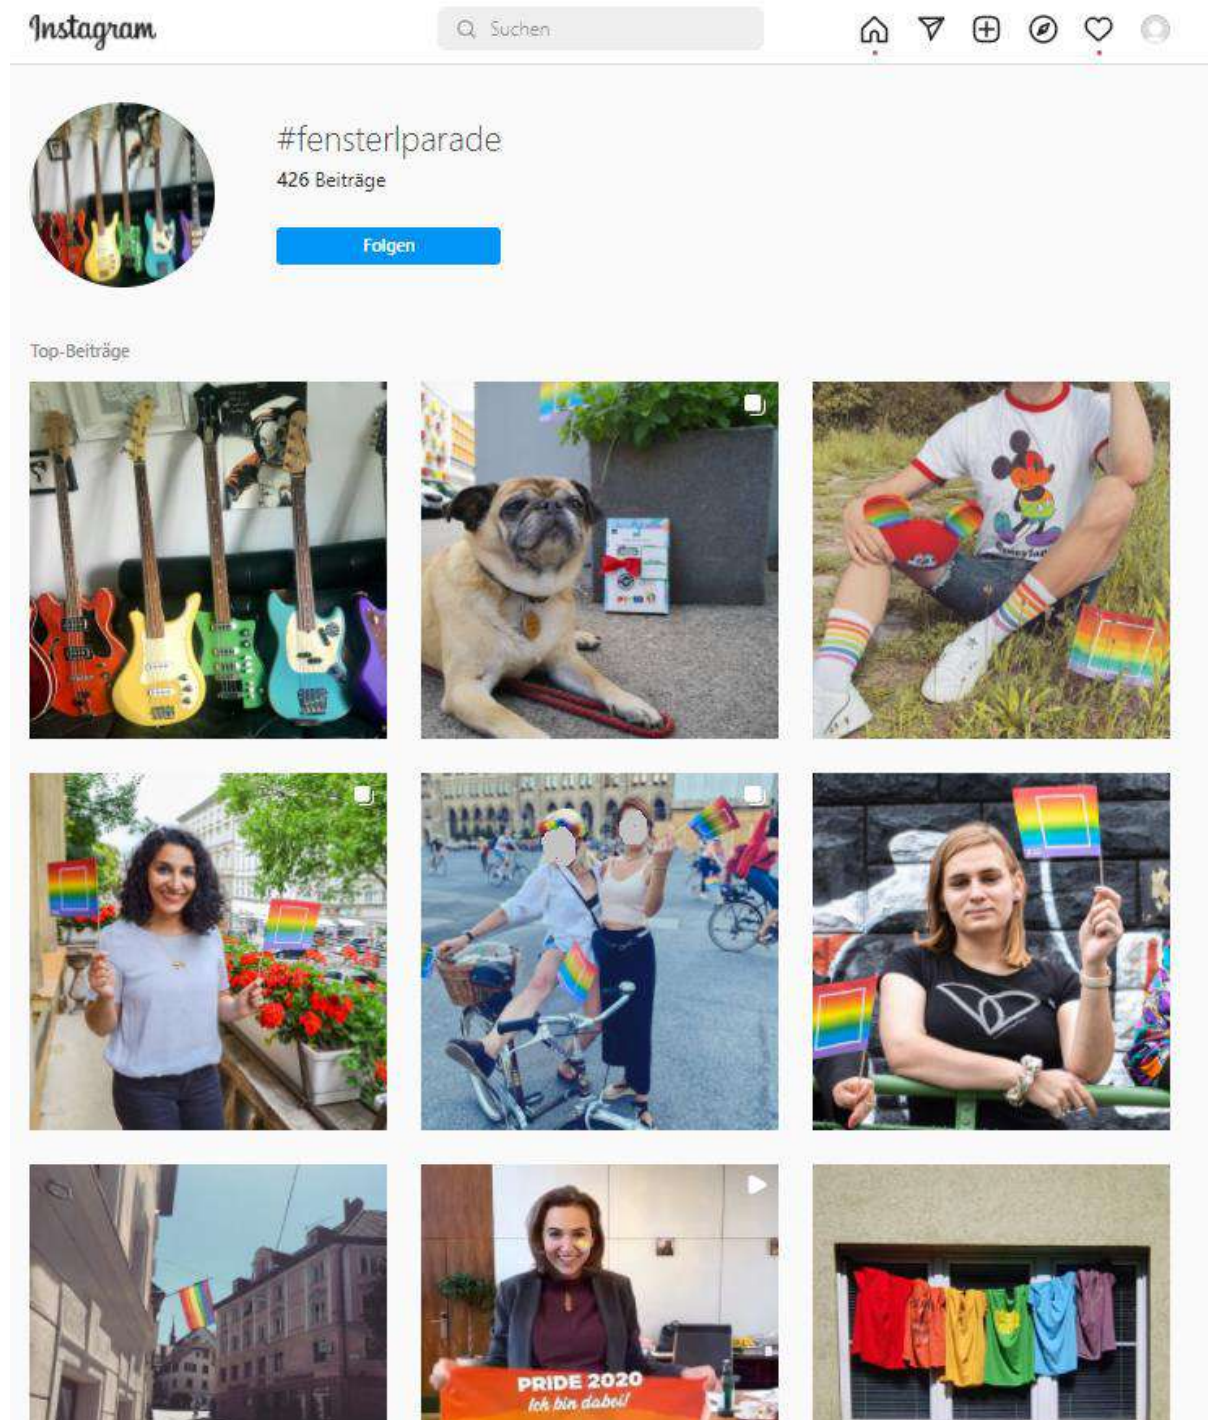 Instagram
Suchen
#fensterlparade
426 Beiträge
Folgen
Top-Beiträge
PRIDE 2020
Ich bin dabei!